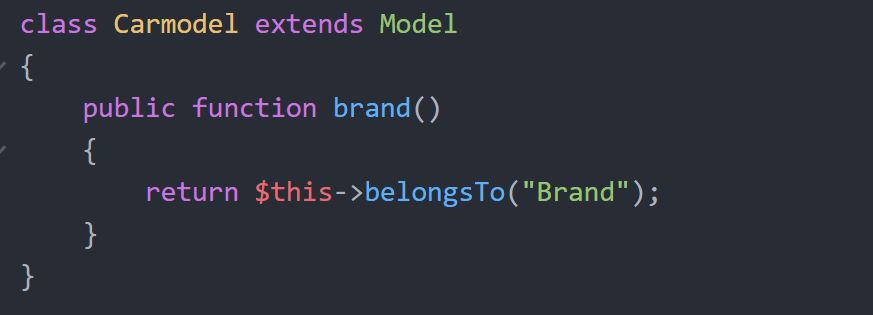 class Carmodel extends Model
{
    public function brand()
    {
        return $this->belongsTo("Brand");
    }
}